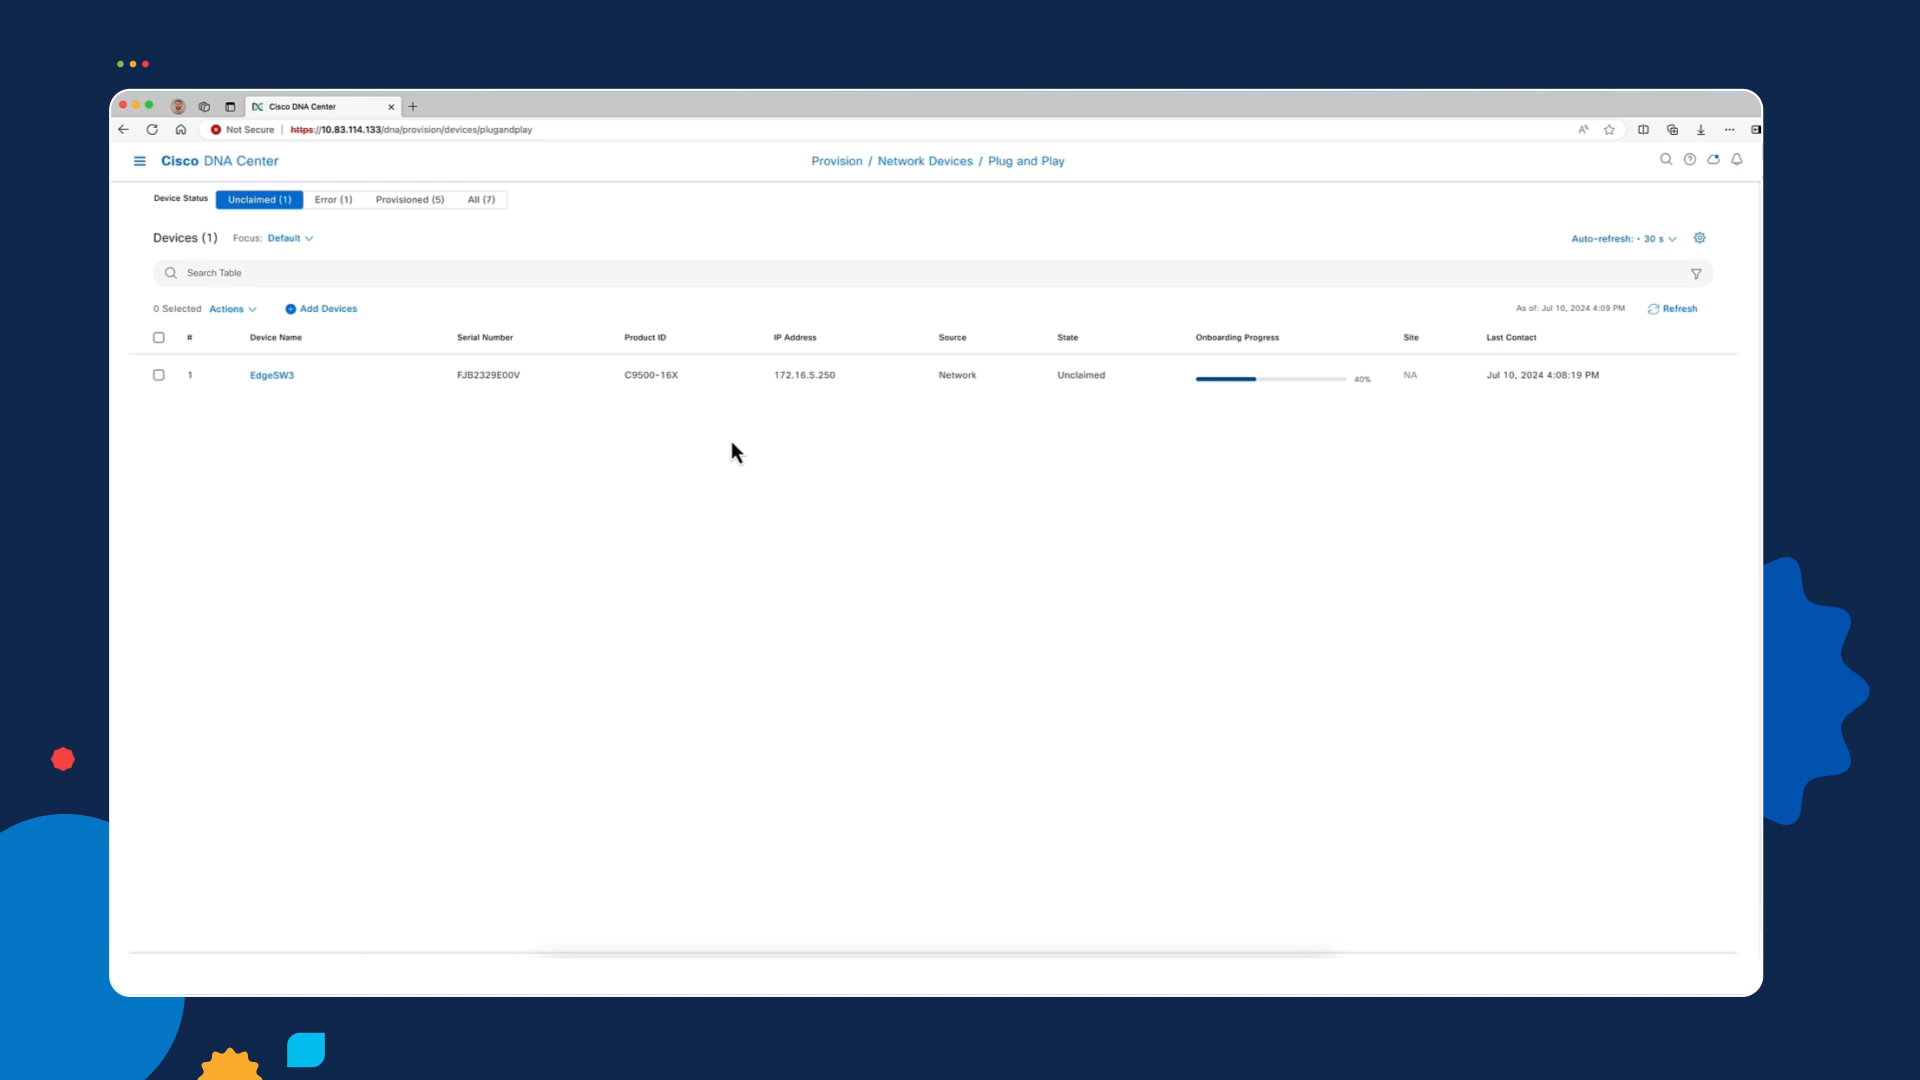 Cisco DNA Center
Not Secure | https://10.83.114.133/dna/provision/devices/plugandplay
Cisco DNA Center
Provision / Network Devices / Plug and Play
Device Status Unclaimed (1) Error (1) Provisioned (5) All (7)
Devices (1) Focus: Default Auto-refresh: • 30 s
Search Table
0 Selected Actions Add Devices As of: Jul 10, 2024 4:09 PM Refresh
# Device Name Serial Number Product ID IP Address Source State Onboarding Progress Site Last Contact
1 EdgeSW3 FJB2329E00V C9500-16X 172.16.5.250 Network Unclaimed 40% NA Jul 10, 2024 4:08:19 PM